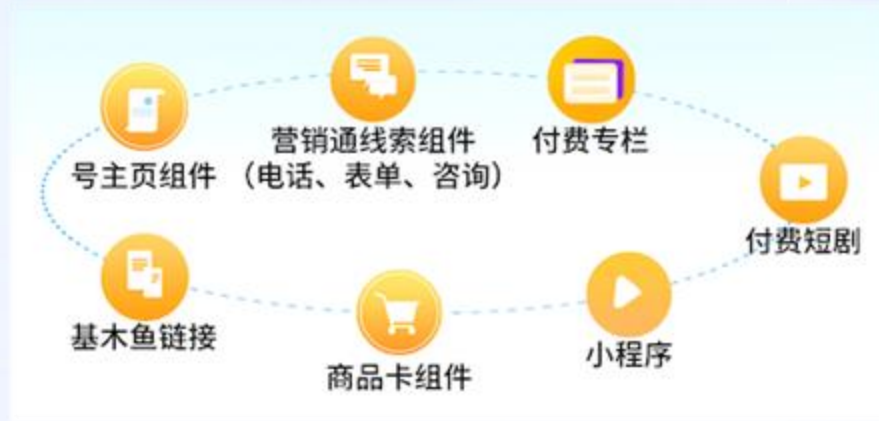 营销通线索组件
付费专栏
号主页组件
（电话、表单、咨询）
付费短剧
基木鱼链接
小程序
商品卡组件